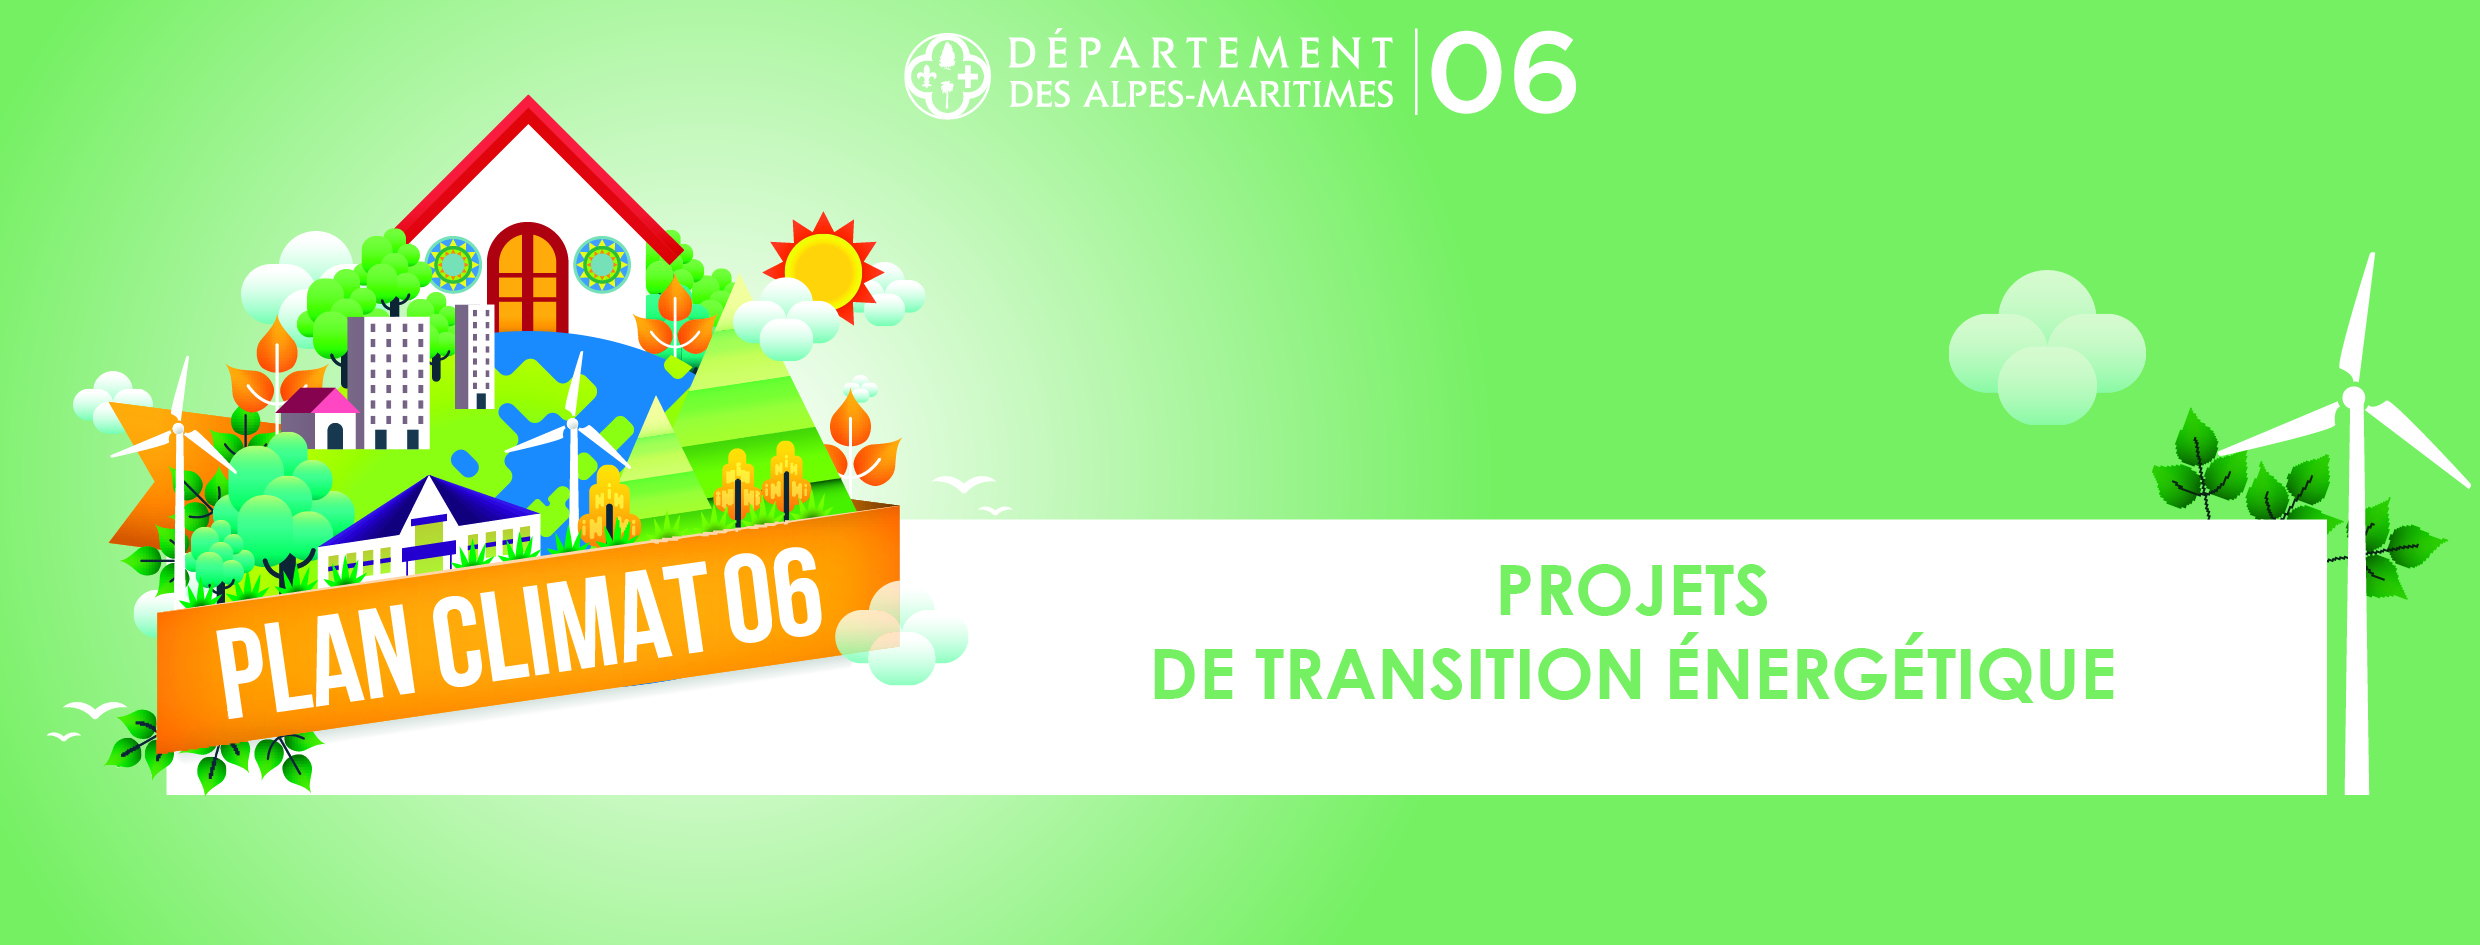 DÉPARTEMENT
DES ALPES-MARITIMES
06
PLAN CLIMAT 06
PROJETS
DE TRANSITION ÉNERGÉTIQUE